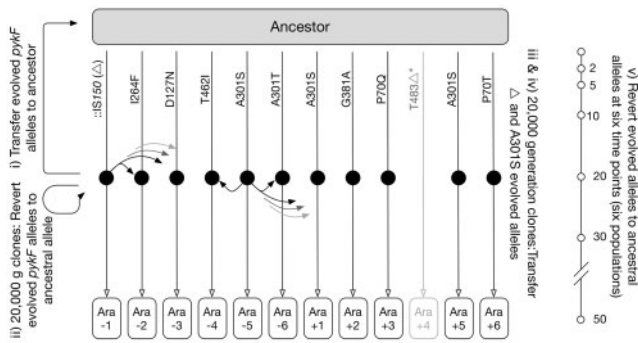 Ancestor
i) Transfer evolved pykF
alleles to ancestor
ii) 20,000 g clones: Revert
evolved pykF alleles to
ancestral allele
::IS150 (△)
I264F
D127N
T462I
A301S
A301T
A301S
G381A
P70Q
T483△*
A301S
P70T
iii & iv) 20,000 generation clones:Transfer
△ and A301S evolved alleles
v) Revert evolved alleles to ancestral
alleles at six time points (six populations)
2
5
10
20
30
50
Ara
-1
Ara
-2
Ara
-3
Ara
-4
Ara
-5
Ara
-6
Ara
+1
Ara
+2
Ara
+3
Ara
+4
Ara
+5
Ara
+6